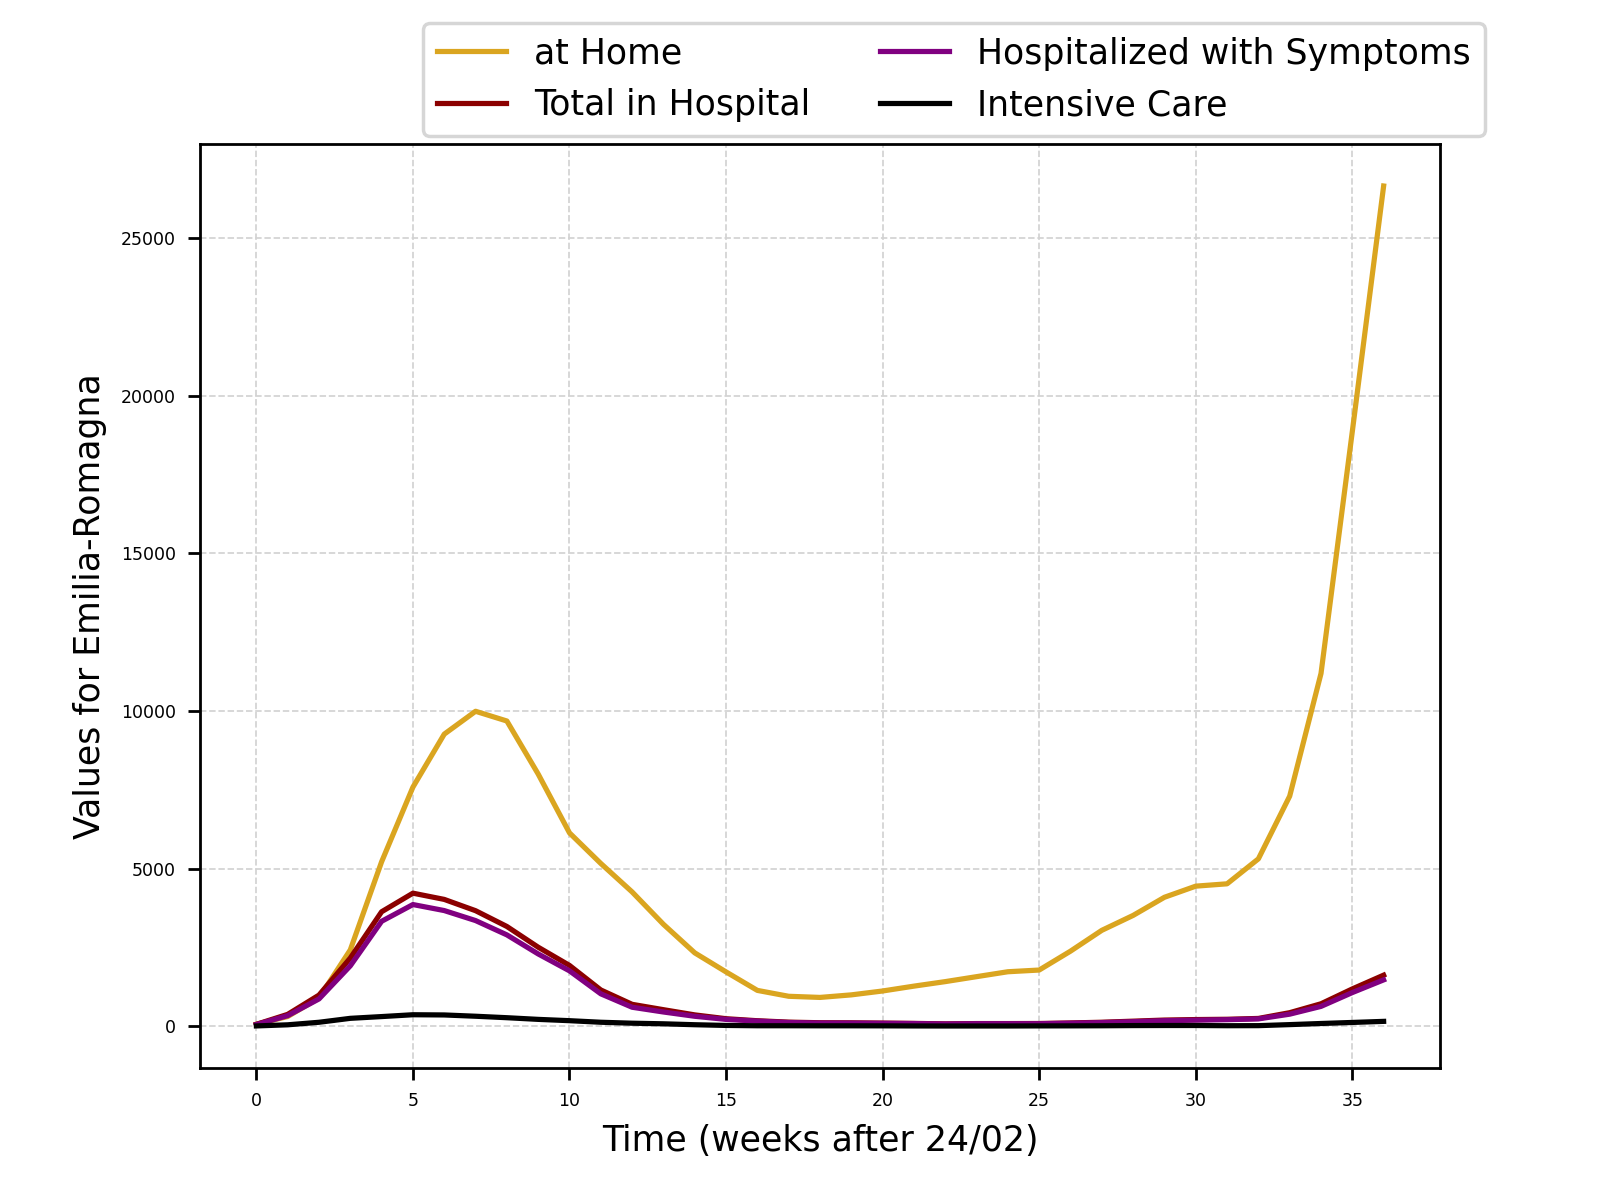 at Home
Total in Hospital
Hospitalized with Symptoms
Intensive Care
Values for Emilia-Romagna
25000
20000
15000
10000
5000
0
0 5 10 15 20 25 30 35
Time (weeks after 24/02)